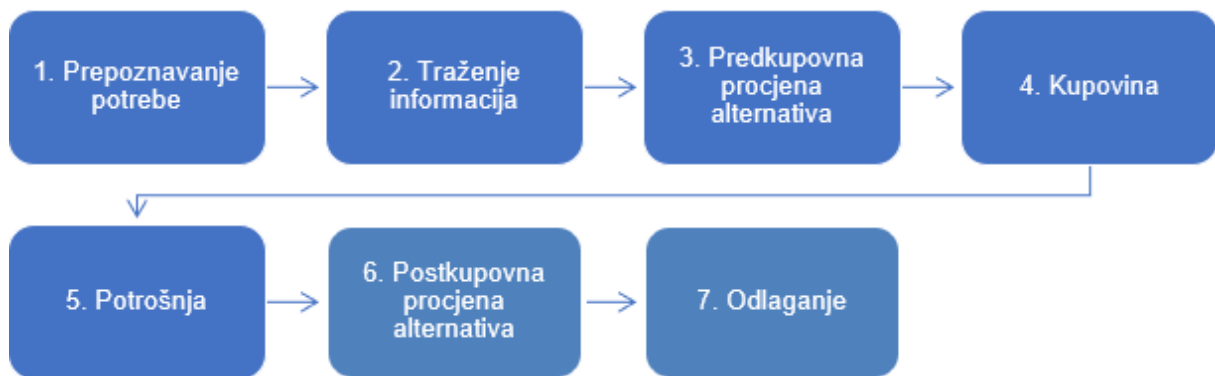 1. Prepoznavanje
potrebe
2. Traženje
informacija
3. Predkupovna
procjena
alternativa
4. Kupovina
5. Potrošnja
6. Postkupovna
procjena
alternativa
7. Odlaganje